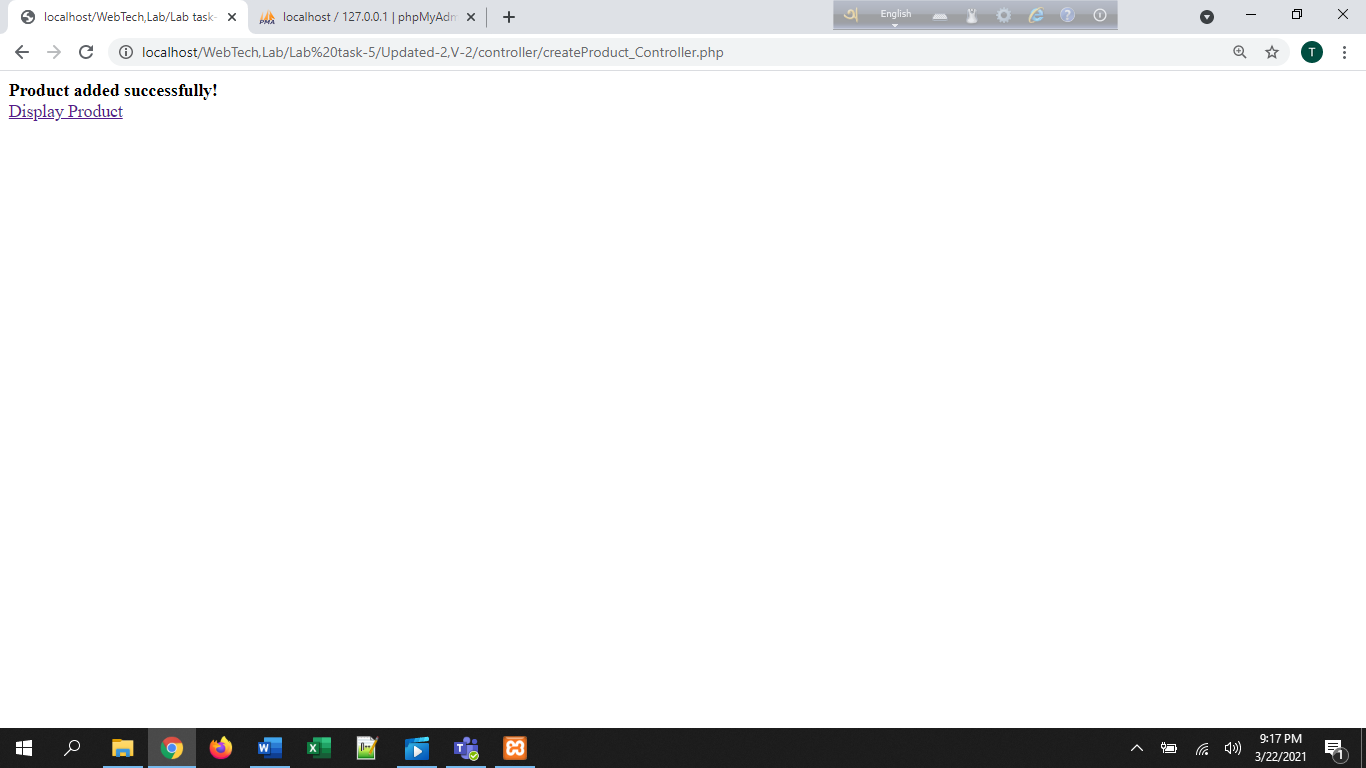 localhost/WebTech,Lab/Lab task-
localhost / 127.0.0.1 | phpMyAdm
English
localhost/WebTech,Lab/Lab%20task-5/Updated-2,V-2/controller/createProduct_Controller.php
T
Product added successfully!
Display Product
9:17 PM
3/22/2021
1